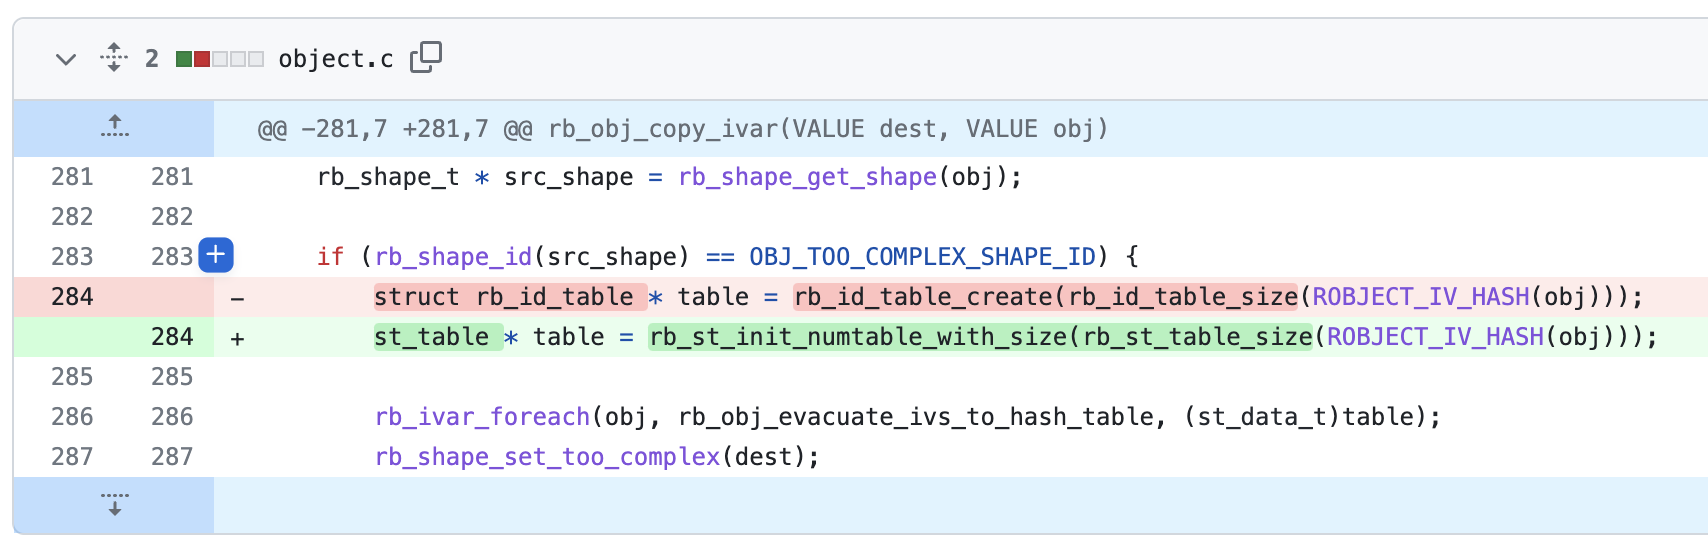 2 object.c
@@ -281,7 +281,7 @@ rb_obj_copy_ivar(VALUE dest, VALUE obj)
281 281 rb_shape_t * src_shape = rb_shape_get_shape(obj);
282 282
283 283 + if (rb_shape_id(src_shape) == OBJ_TOO_COMPLEX_SHAPE_ID) {
284 - struct rb_id_table * table = rb_id_table_create(rb_id_table_size(ROBJECT_IV_HASH(obj)));
284 + st_table * table = rb_st_init_numtable_with_size(rb_st_table_size(ROBJECT_IV_HASH(obj)));
285 285
286 286 rb_ivar_foreach(obj, rb_obj_evacuate_ivs_to_hash_table, (st_data_t)table);
287 287 rb_shape_set_too_complex(dest);